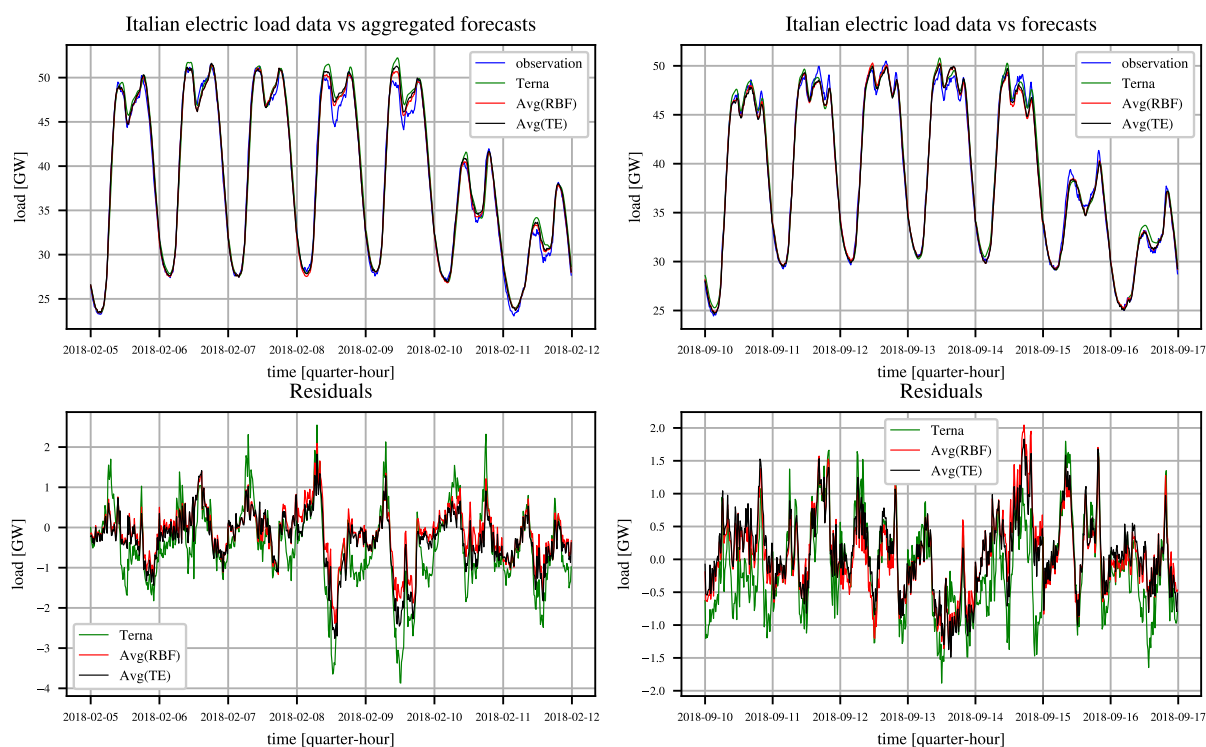 Italian electric load data vs aggregated forecasts
load [GW]
50
45
40
35
30
25
observation
Terna
Avg(RBF)
Avg(TE)
2018-02-05 2018-02-06 2018-02-07 2018-02-08 2018-02-09 2018-02-10 2018-02-11 2018-02-12
time [quarter-hour]
Italian electric load data vs forecasts
load [GW]
50
45
40
35
30
25
observation
Terna
Avg(RBF)
Avg(TE)
2018-09-10 2018-09-11 2018-09-12 2018-09-13 2018-09-14 2018-09-15 2018-09-16 2018-09-17
time [quarter-hour]
Residuals
load [GW]
2
1
0
−1
−2
−3
−4
Terna
Avg(RBF)
Avg(TE)
2018-02-05 2018-02-06 2018-02-07 2018-02-08 2018-02-09 2018-02-10 2018-02-11 2018-02-12
time [quarter-hour]
Residuals
load [GW]
2.0
1.5
1.0
0.5
0.0
−0.5
−1.0
−1.5
−2.0
Terna
Avg(RBF)
Avg(TE)
2018-09-10 2018-09-11 2018-09-12 2018-09-13 2018-09-14 2018-09-15 2018-09-16 2018-09-17
time [quarter-hour]